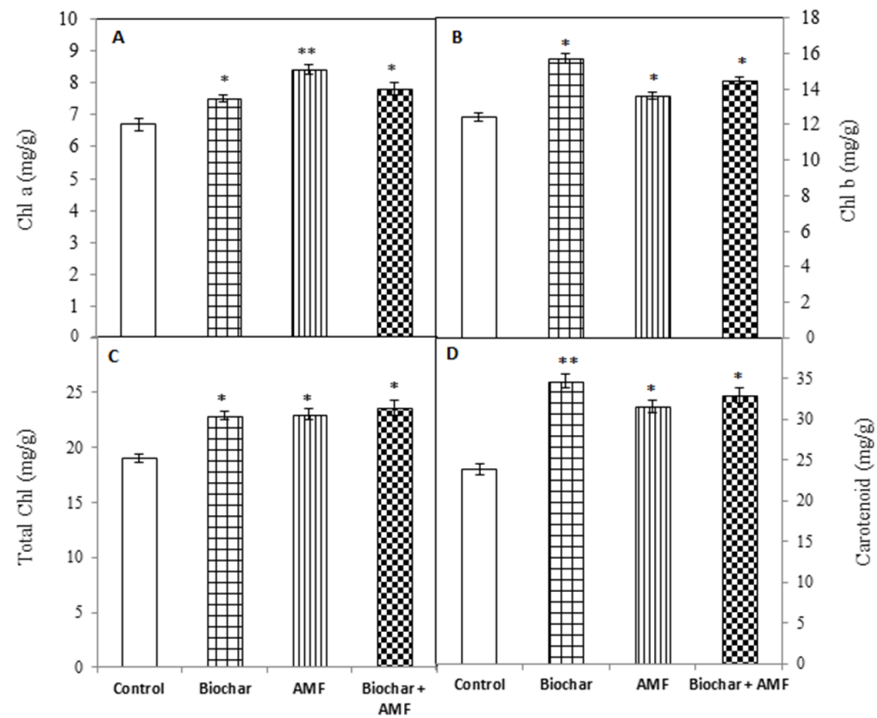 A
Chl a (mg/g)
10
9
8
7
6
5
4
3
2
1
0
*
**
*
B
Chl b (mg/g)
18
16
14
12
10
8
6
4
2
0
*
*
*
C
Total Chl (mg/g)
25
20
15
10
5
0
*
*
*
Control
Biochar
AMF
Biochar +
AMF
D
Carotenoid (mg/g)
35
30
25
20
15
10
5
0
**
*
*
Control
Biochar
AMF
Biochar + AMF